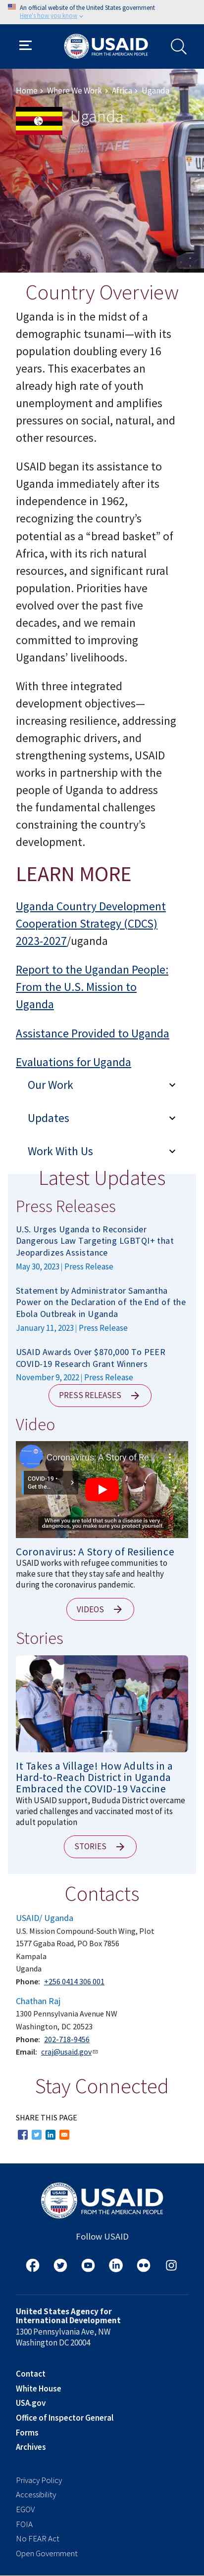 An official website of the United States government
Here's how you know
USAID
FROM THE AMERICAN PEOPLE
Home › Where We Work › Africa › Uganda
Uganda
Country Overview
Uganda is in the midst of a
demographic tsunami—with its
population doubling every 16
years. This exacerbates an
already high rate of youth
unemployment and amplifies
pressures on social, natural, and
other resources.
USAID began its assistance to
Uganda immediately after its
independence in 1962,
recognizing the country’s
potential as a “bread basket” of
Africa, with its rich natural
resources, and significant rural
population. Priorities have
evolved over the past five
decades, and we remain
committed to improving
Ugandans’ livelihoods.
With three integrated
development objectives—
increasing resilience, addressing
demographic drivers, and
strengthening systems, USAID
works in partnership with the
people of Uganda to address
the fundamental challenges
constraining the country’s
development.
LEARN MORE
Uganda Country Development
Cooperation Strategy (CDCS)
2023-2027/uganda
Report to the Ugandan People:
From the U.S. Mission to
Uganda
Assistance Provided to Uganda
Evaluations for Uganda
Our Work
Updates
Work With Us
Latest Updates
Press Releases
U.S. Urges Uganda to Reconsider
Dangerous Law Targeting LGBTQI+ that
Jeopardizes Assistance
May 30, 2023 | Press Release
Statement by Administrator Samantha
Power on the Declaration of the End of the
Ebola Outbreak in Uganda
January 11, 2023 | Press Release
USAID Awards Over $870,000 To PEER
COVID-19 Research Grant Winners
November 9, 2022 | Press Release
PRESS RELEASES
Video
Coronavirus: A Story of Re...
COVID-19 •
Get the...
When you are told that such a disease is very
dangerous, you make sure you protect yourself.
Coronavirus: A Story of Resilience
USAID works with refugee communities to
make sure that they stay safe and healthy
during the coronavirus pandemic.
VIDEOS
Stories
It Takes a Village! How Adults in a
Hard-to-Reach District in Uganda
Embraced the COVID-19 Vaccine
With USAID support, Bududa District overcame
varied challenges and vaccinated most of its
adult population
STORIES
Contacts
USAID/ Uganda
U.S. Mission Compound-South Wing, Plot
1577 Ggaba Road, PO Box 7856
Kampala
Uganda
Phone: +256 0414 306 001
Chathan Raj
1300 Pennsylvania Avenue NW
Washington, DC 20523
Phone: 202-718-9456
Email: craj@usaid.gov
Stay Connected
SHARE THIS PAGE
USAID
FROM THE AMERICAN PEOPLE
Follow USAID
United States Agency for
International Development
1300 Pennsylvania Ave, NW
Washington DC 20004
Contact
White House
USA.gov
Office of Inspector General
Forms
Archives
Privacy Policy
Accessibility
EGOV
FOIA
No FEAR Act
Open Government